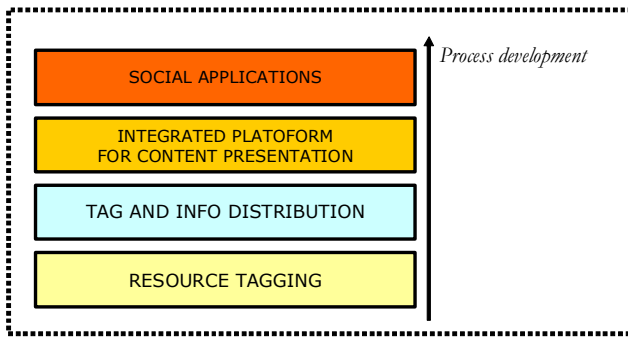 Process development
SOCIAL APPLICATIONS
INTEGRATED PLATOFORM
FOR CONTENT PRESENTATION
TAG AND INFO DISTRIBUTION
RESOURCE TAGGING